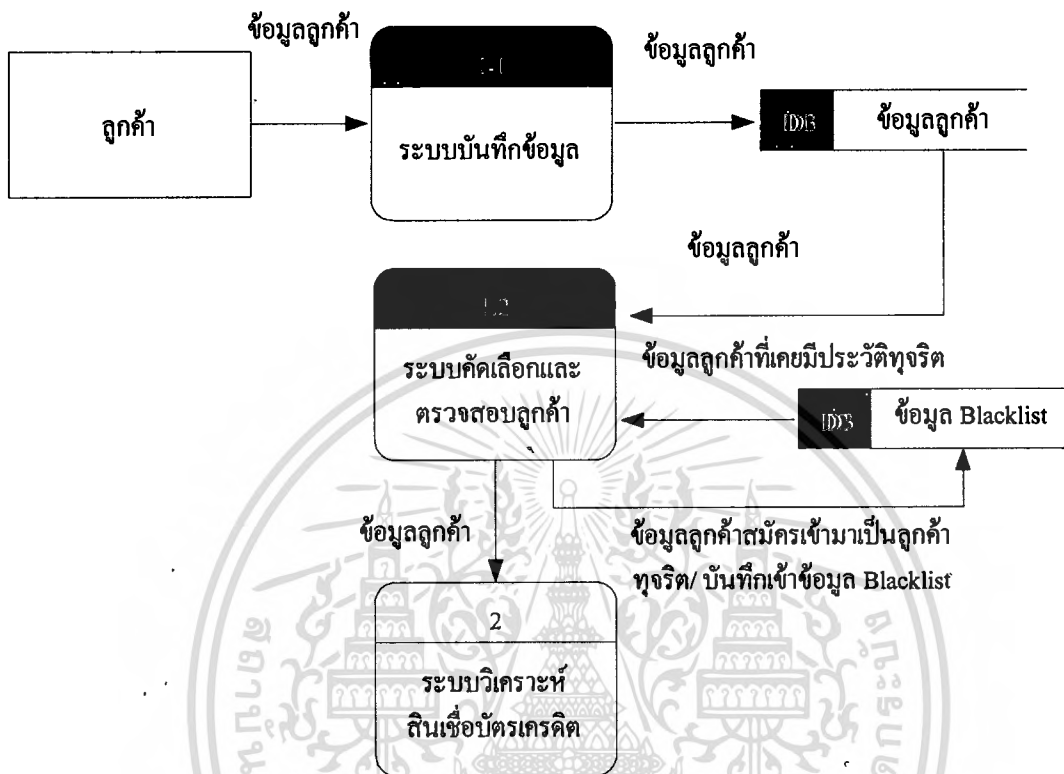 ข้อมูลลูกค้า
ข้อมูลลูกค้า
ลูกค้า
ระบบบันทึกข้อมูล
ข้อมูลลูกค้า
ข้อมูลลูกค้า
1.2
ระบบคัดเลือกและ
ตรวจสอบลูกค้า
ข้อมูลลูกค้าที่เคยมีประวัติทุจริต
ข้อมูล Blacklist
ข้อมูลลูกค้า
ข้อมูลลูกค้าสมัครเข้ามาเป็นลูกค้า
ทุจริต/ บันทึกเข้าข้อมูล Blacklist
2
ระบบวิเคราะห์
สินเชื่อบัตรเครดิต